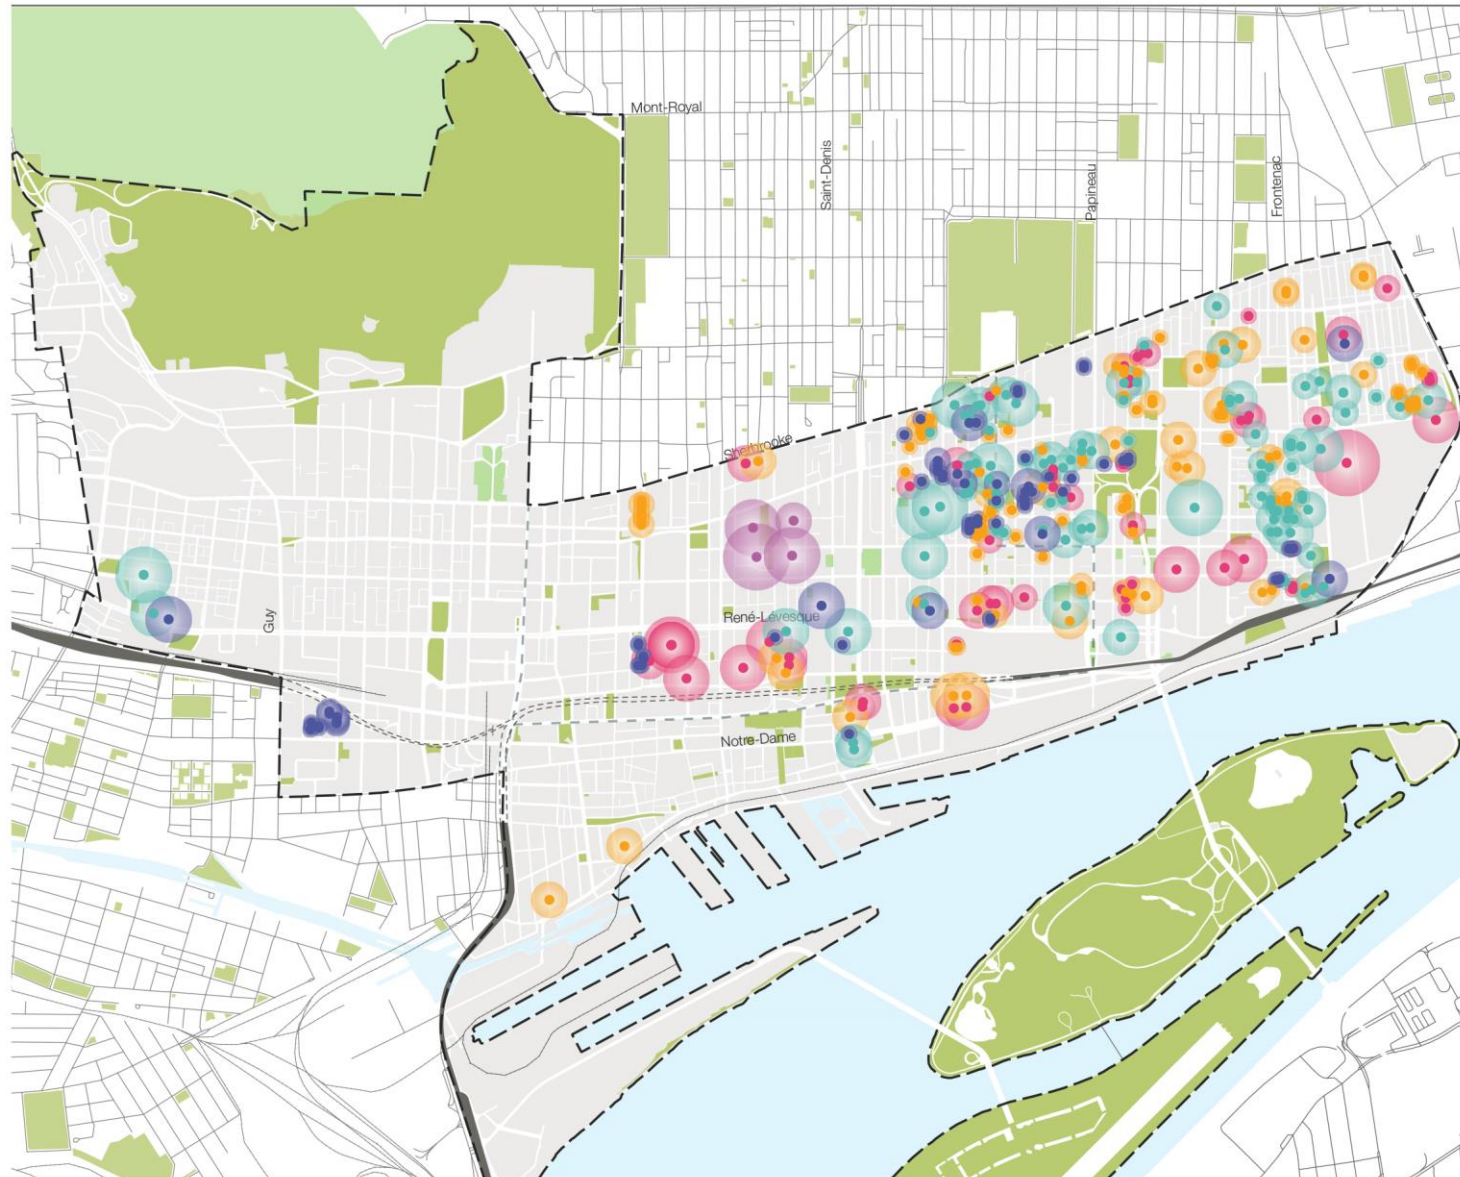 Mont-Royal
Saint-Denis
Papineau
Frontenac
Sherbrooke
Guy
René-Lévesque
Notre-Dame